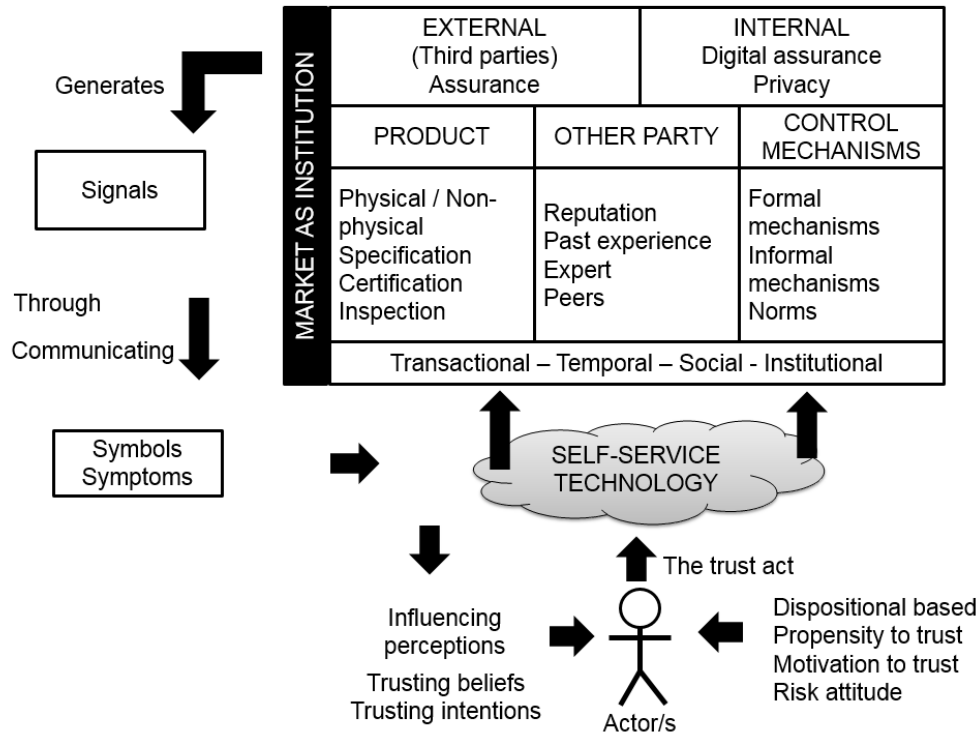 EXTERNAL
(Third parties)
Assurance
INTERNAL
Digital assurance
Privacy
MARKET AS INSTITUTION
PRODUCT
OTHER PARTY
CONTROL
MECHANISMS
Physical / Non-
physical
Specification
Certification
Inspection
Reputation
Past experience
Expert
Peers
Formal
mechanisms
Informal
mechanisms
Norms
Transactional – Temporal – Social - Institutional
Generates
Signals
Through
Communicating
Symbols
Symptoms
SELF-SERVICE
TECHNOLOGY
The trust act
Influencing
perceptions
Trusting beliefs
Trusting intentions
Actor/s
Dispositional based
Propensity to trust
Motivation to trust
Risk attitude